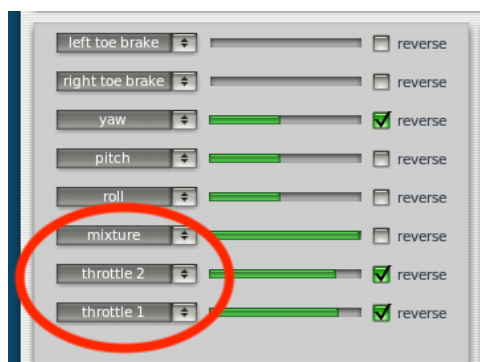 left toe brake reverse
right toe brake reverse
yaw reverse
pitch reverse
roll reverse
mixture reverse
throttle 2 reverse
throttle 1 reverse